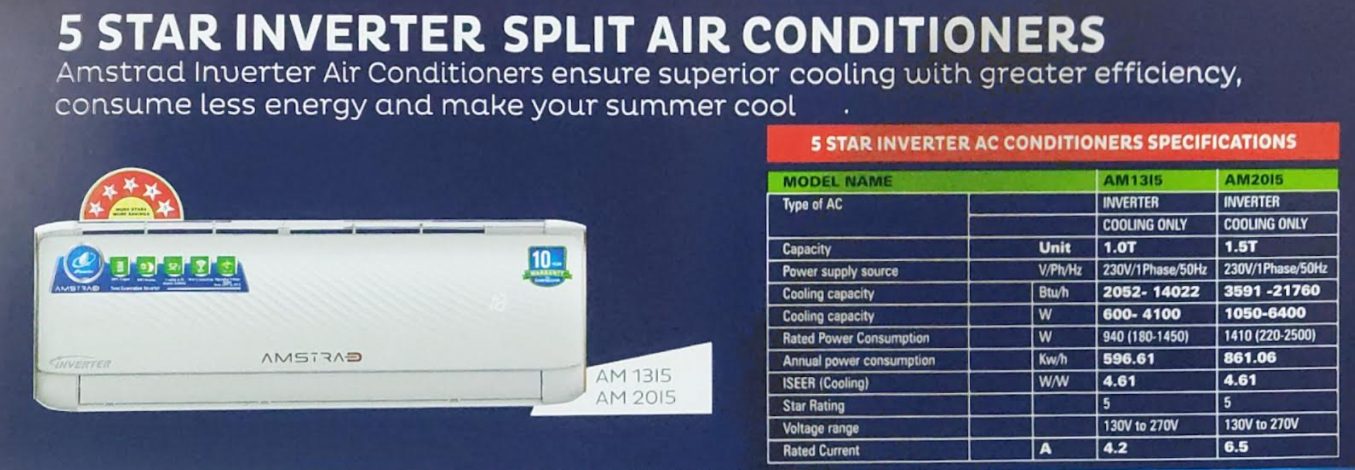 5 STAR INVERTER SPLIT AIR CONDITIONERS
Amstrad Inverter Air Conditioners ensure superior cooling with greater efficiency,
consume less energy and make your summer cool
5 STAR INVERTER AC CONDITIONERS SPECIFICATIONS
MODEL NAME AM13I5 AM20I5
Type of AC INVERTER INVERTER
COOLING ONLY COOLING ONLY
Capacity Unit 1.0T 1.5T
Power supply source V/Ph/Hz 230V/1Phase/50Hz 230V/1Phase/50Hz
Cooling capacity Btu/h 2052- 14022 3591 -21760
Cooling capacity W 600- 4100 1050-6400
Rated Power Consumption W 940 (180-1450) 1410 (220-2500)
Annual power consumption Kw/h 596.61 861.06
ISEER (Cooling) W/W 4.61 4.61
Star Rating 5 5
Voltage range 130V to 270V 130V to 270V
Rated Current A 4.2 6.5
MORE STARS
MORE SAVINGS
AMSTRAD
10
WARRANTY
INVERTER
AMSTRAD
AM 13I5
AM 20I5